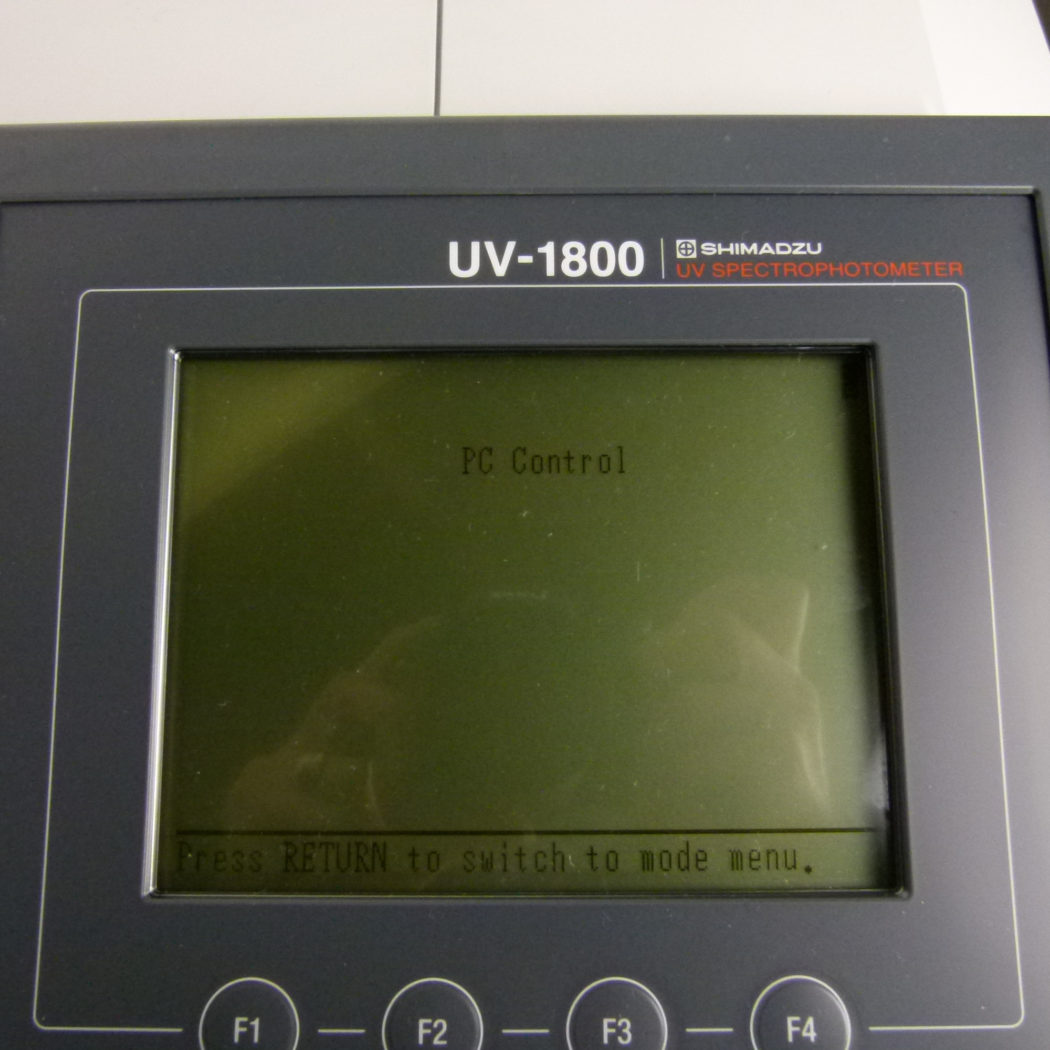 UV-1800
SHIMADZU
UV SPECTROPHOTOMETER
PC Control
Press RETURN to switch to mode menu.
F1 F2 F3 F4